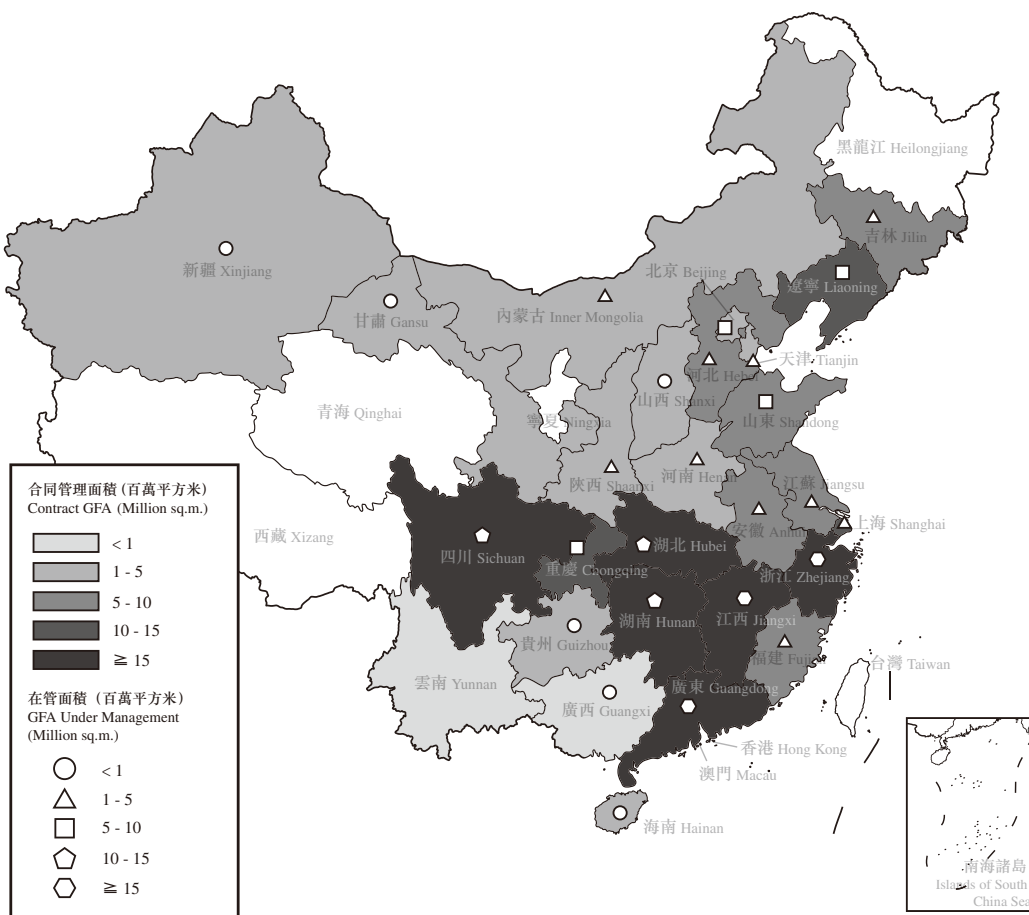 黑龍江 Heilongjiang
吉林 Jilin
新疆 Xinjiang
北京 Beijing
遼寧 Liaoning
甘肅 Gansu
內蒙古 Inner Mongolia
天津 Tianjin
河北 Hebei
山西 Shanxi
青海 Qinghai
寧夏 Ningxia
山東 Shandong
河南 Henan
陝西 Shaanxi
江蘇 Jiangsu
安徽 Anhui
上海 Shanghai
西藏 Xizang
四川 Sichuan
湖北 Hubei
重慶 Chongqing
浙江 Zhejiang
湖南 Hunan
江西 Jiangxi
貴州 Guizhou
福建 Fujian
台灣 Taiwan
雲南 Yunnan
廣西 Guangxi
廣東 Guangdong
香港 Hong Kong
澳門 Macau
海南 Hainan
南海諸島
Islands of South
China Sea
合同管理面積 (百萬平方米)
Contract GFA (Million sq.m.)
< 1
1 - 5
5 - 10
10 - 15
≧ 15
在管面積 (百萬平方米)
GFA Under Management
(Million sq.m.)
< 1
1 - 5
5 - 10
10 - 15
≧ 15